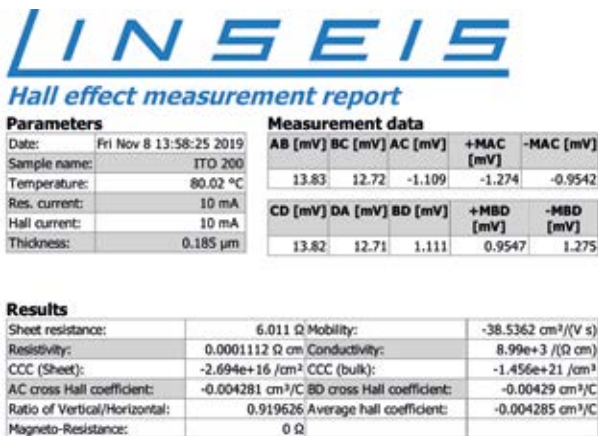 LINSEIS
Hall effect measurement report
Parameters
Date: Fri Nov 8 13:58:25 2019
Sample name: ITO 200
Temperature: 80.02 °C
Res. current: 10 mA
Hall current: 10 mA
Thickness: 0.185 µm
Measurement data
AB [mV] BC [mV] AC [mV] +MAC [mV] -MAC [mV]
13.83 12.72 -1.109 -1.274 -0.9542
CD [mV] DA [mV] BD [mV] +MBD [mV] -MBD [mV]
13.82 12.71 1.111 0.9547 1.275
Results
Sheet resistance: 6.011 Ω Mobility: -38.5362 cm²/(V s)
Resistivity: 0.0001112 Ω cm Conductivity: 8.99e+3 /(Ω cm)
CCC (Sheet): -2.694e+16 /cm² CCC (bulk): -1.456e+21 /cm³
AC cross Hall coefficient: -0.004281 cm³/C BD cross Hall coefficient: -0.00429 cm³/C
Ratio of Vertical/Horizontal: 0.919626 Average hall coefficient: -0.004285 cm³/C
Magneto-Resistance: 0 Ω